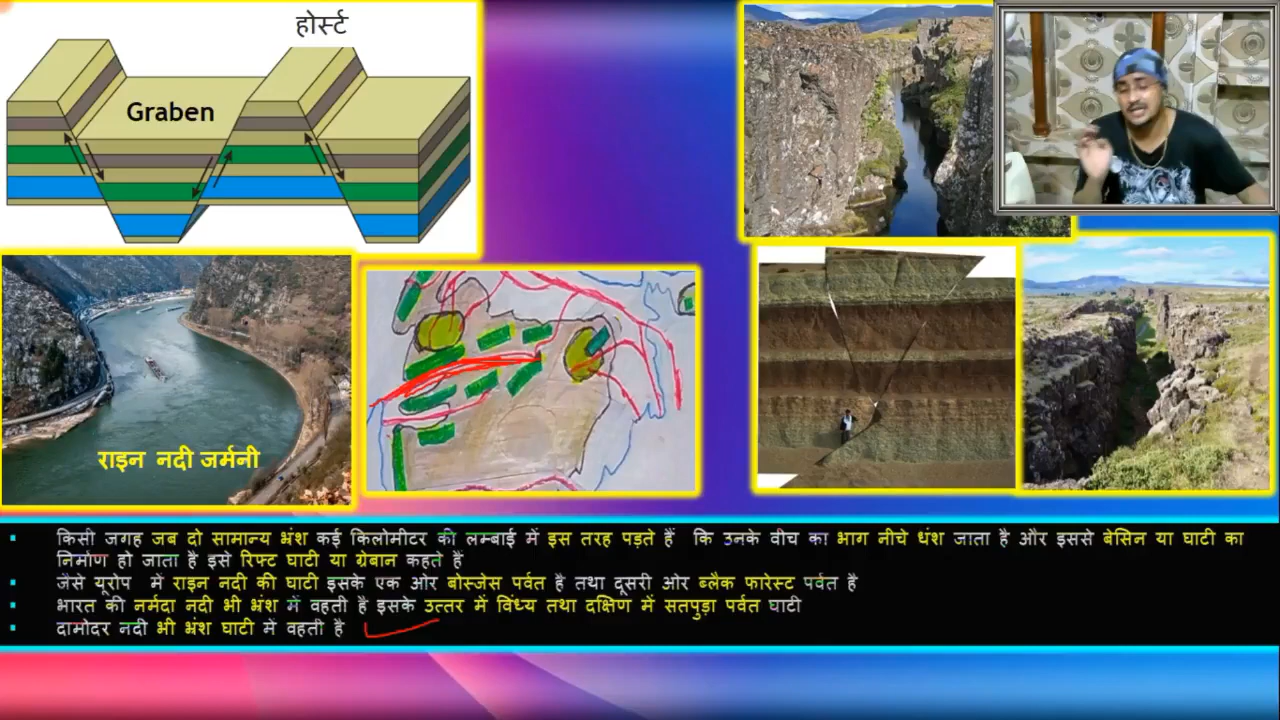 होर्स्ट
Graben
राइन नदी जर्मनी
किसी जगह जब दो सामान्य भ्रंश कई किलोमीटर की लम्बाई में इस तरह पड़ते हैं कि उनके वीच का भाग नीचे धंश जाता है और इससे बेसिन या घाटी का
निर्माण हो जाता है इसे रिफ्ट घाटी या ग्रेबान कहते हैं
जैसे यूरोप में राइन नदी की घाटी इसके एक ओर बोस्जेस पर्वत है तथा दूसरी ओर ब्लैक फारेस्ट पर्वत है
भारत की नर्मदा नदी भी भ्रंश में वहती है इसके उत्तर में विंध्य तथा दक्षिण में सतपुड़ा पर्वत घाटी
दामोदर नदी भी भ्रंश घाटी में वहती है